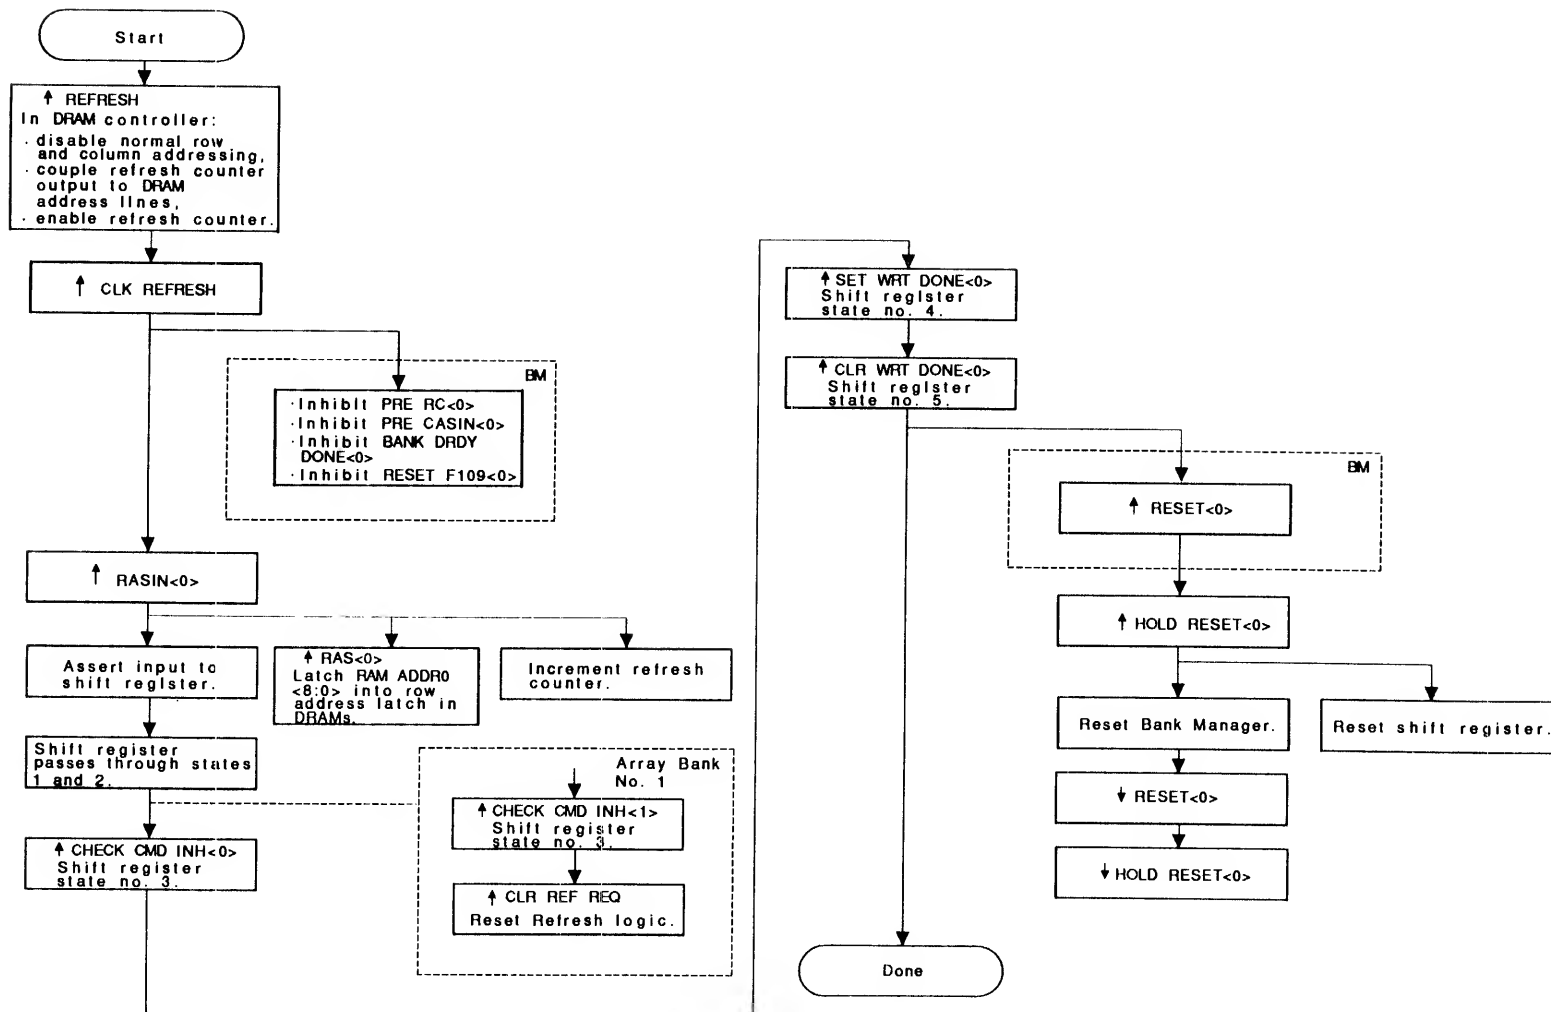 Start
↑ REFRESH
In DRAM controller:
· disable normal row
and column addressing,
· couple refresh counter
output to DRAM
address lines,
· enable refresh counter.
↑ CLK REFRESH
BM
· Inhibit PRE RC<0>
· Inhibit PRE CASIN<0>
· Inhibit BANK DRDY
DONE<0>
· Inhibit RESET F109<0>
↑ RASIN<0>
Assert input to
shift register.
↑ RAS<0>
Latch RAM ADDR0
<8:0> into row
address latch in
DRAMs.
Increment refresh
counter.
Shift register
passes through states
1 and 2.
↑ CHECK CMD INH<0>
Shift register
state no. 3.
Array Bank
No. 1
↑ CHECK CMD INH<1>
Shift register
state no. 3.
↑ CLR REF REQ
Reset Refresh logic.
↑ SET WRT DONE<0>
Shift register
state no. 4.
↑ CLR WRT DONE<0>
Shift register
state no. 5.
BM
↑ RESET<0>
↑ HOLD RESET<0>
Reset Bank Manager.
Reset shift register.
↓ RESET<0>
↓ HOLD RESET<0>
Done